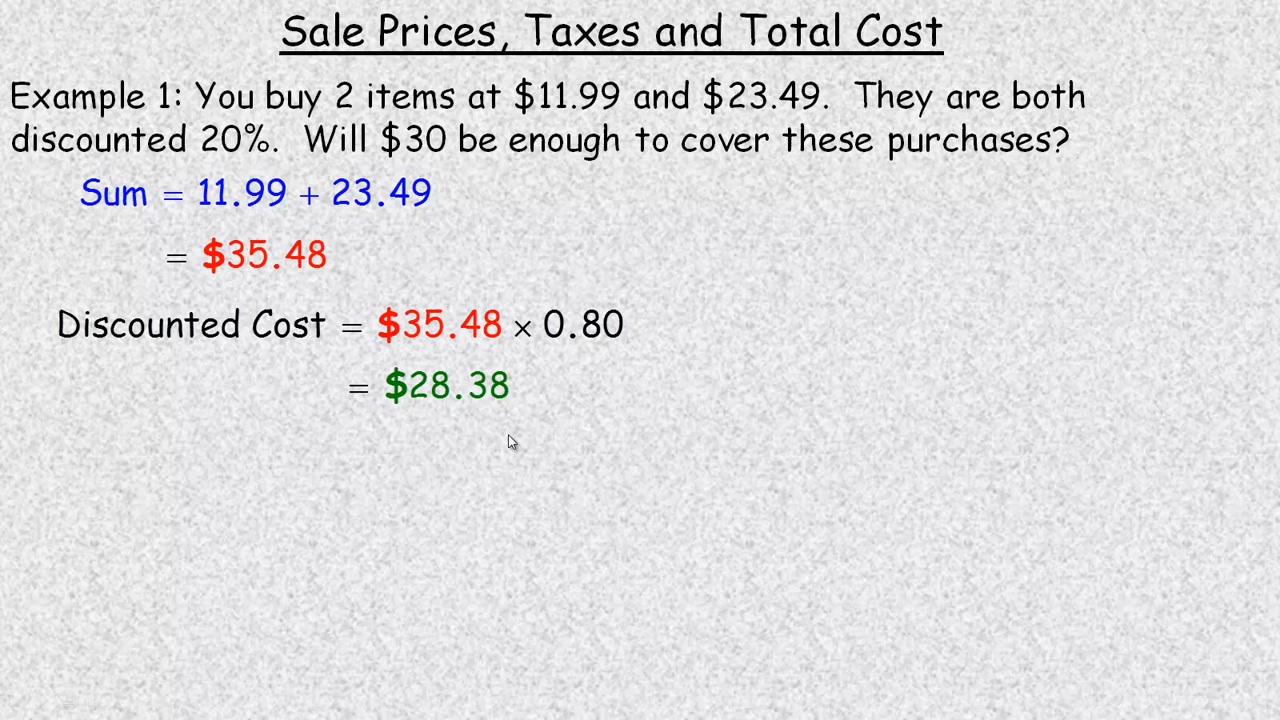 Sale Prices, Taxes and Total Cost
Example 1: You buy 2 items at $11.99 and $23.49. They are both
discounted 20%. Will $30 be enough to cover these purchases?
Sum = 11.99 + 23.49
= $35.48
Discounted Cost = $35.48 × 0.80
= $28.38